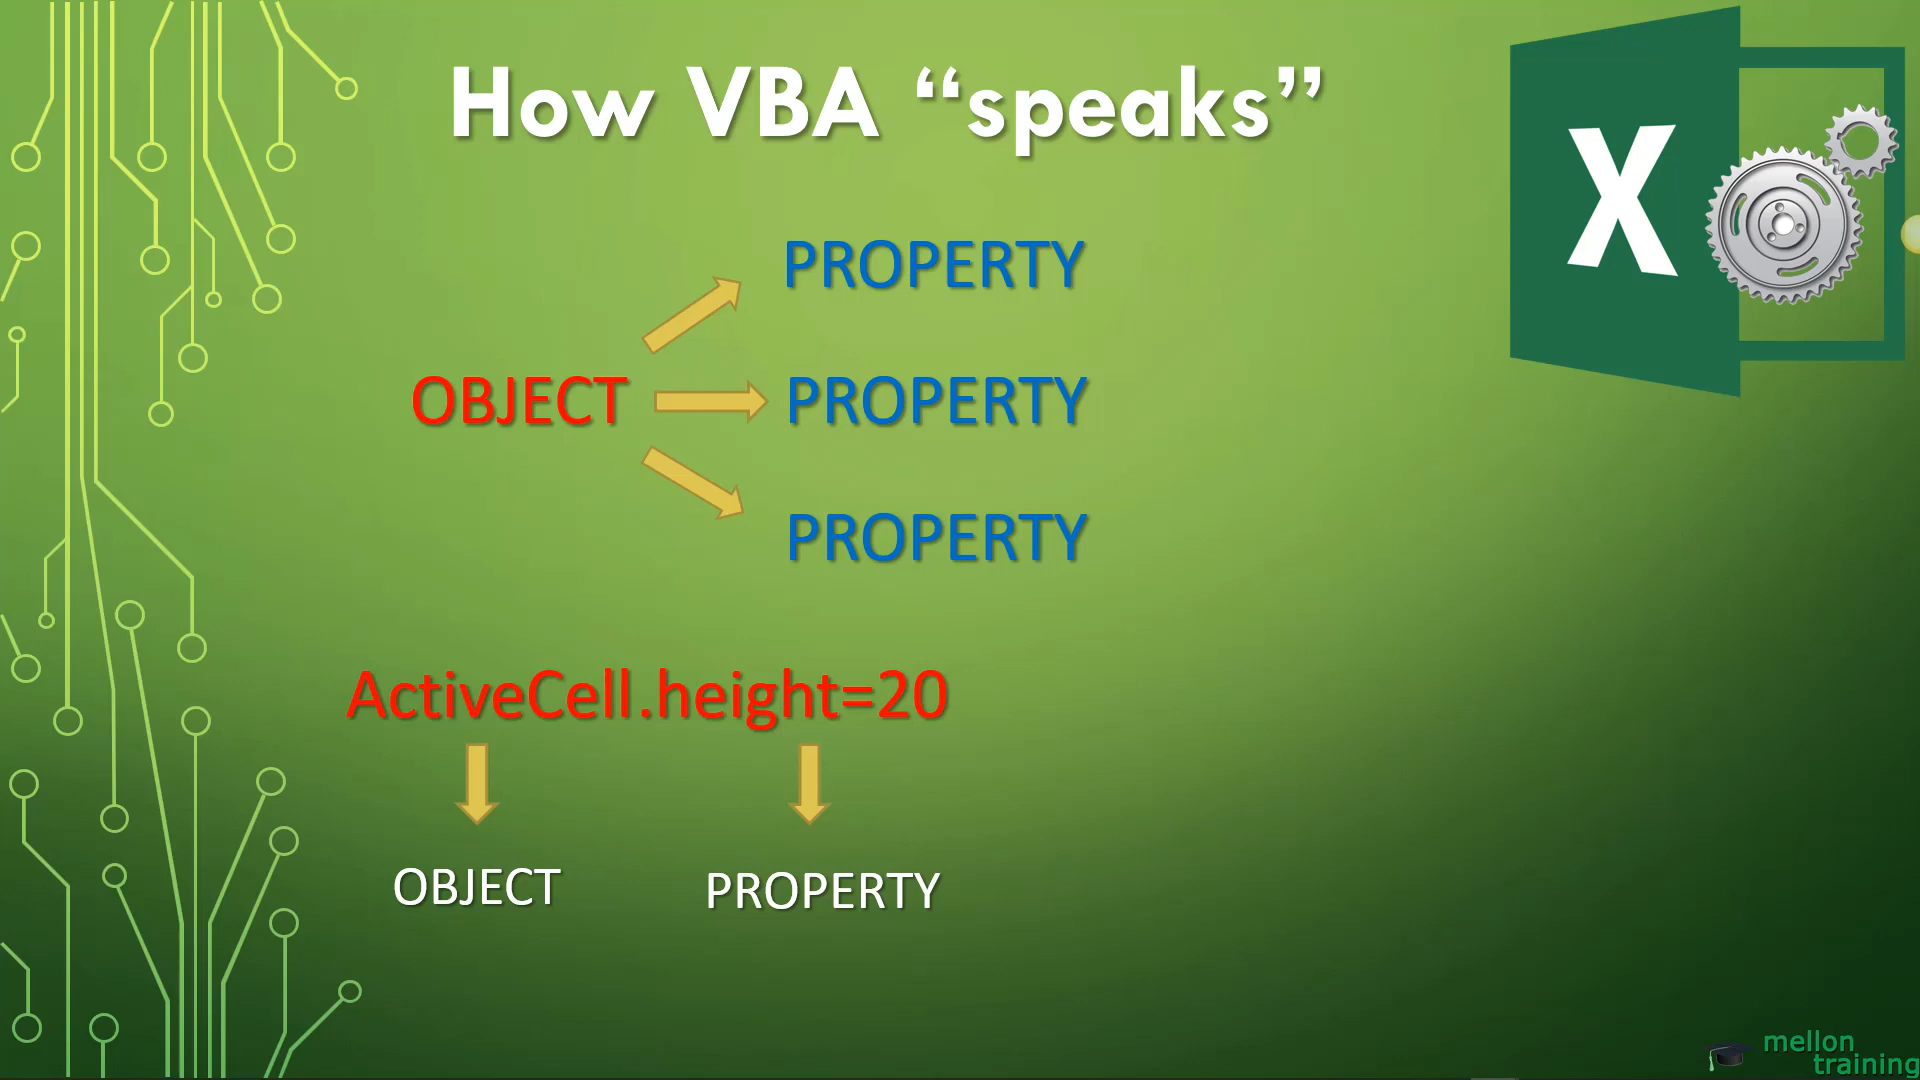 How VBA “speaks”
X
PROPERTY
OBJECT PROPERTY
PROPERTY
ActiveCell.height=20
OBJECT PROPERTY
mellon
training